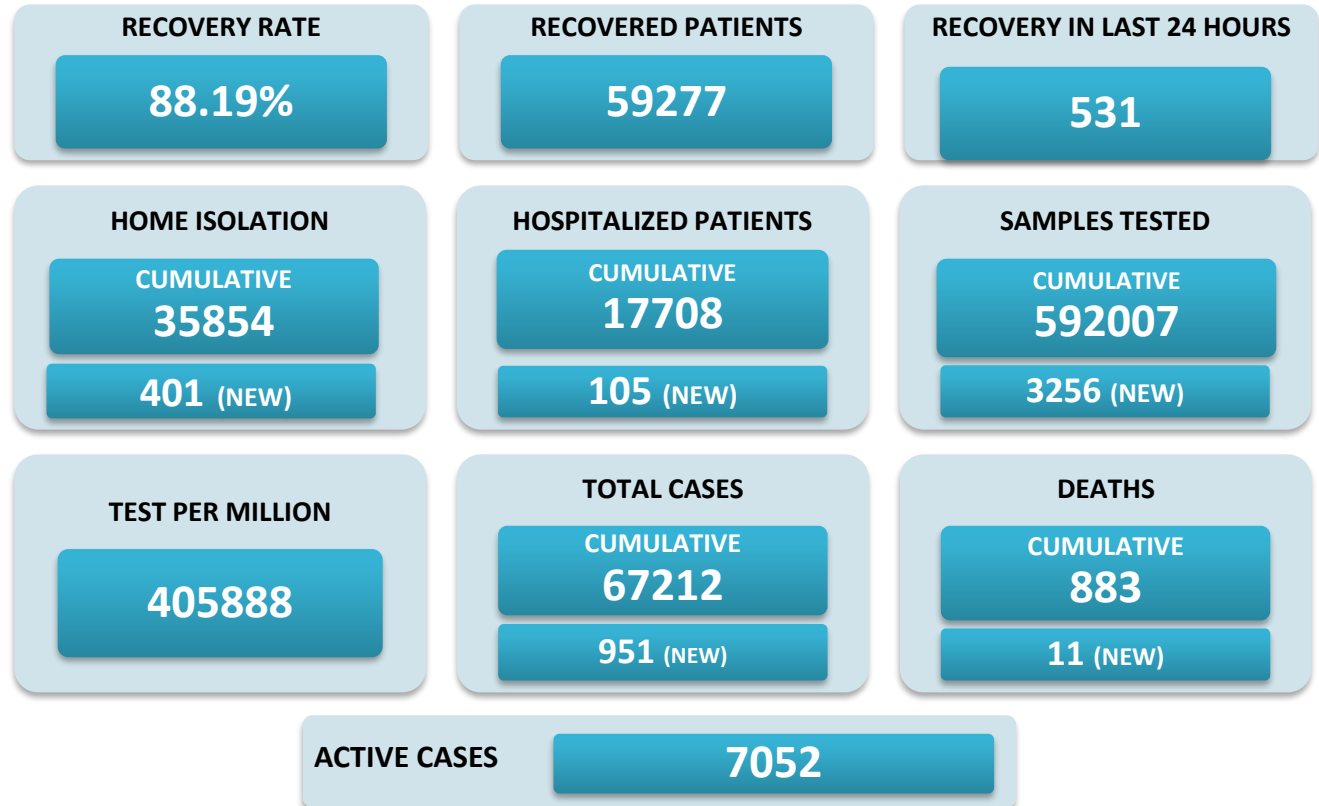 RECOVERY RATE
88.19%
RECOVERED PATIENTS
59277
RECOVERY IN LAST 24 HOURS
531
HOME ISOLATION
CUMULATIVE
35854
401 (NEW)
HOSPITALIZED PATIENTS
CUMULATIVE
17708
105 (NEW)
SAMPLES TESTED
CUMULATIVE
592007
3256 (NEW)
TEST PER MILLION
405888
TOTAL CASES
CUMULATIVE
67212
951 (NEW)
DEATHS
CUMULATIVE
883
11 (NEW)
ACTIVE CASES
7052